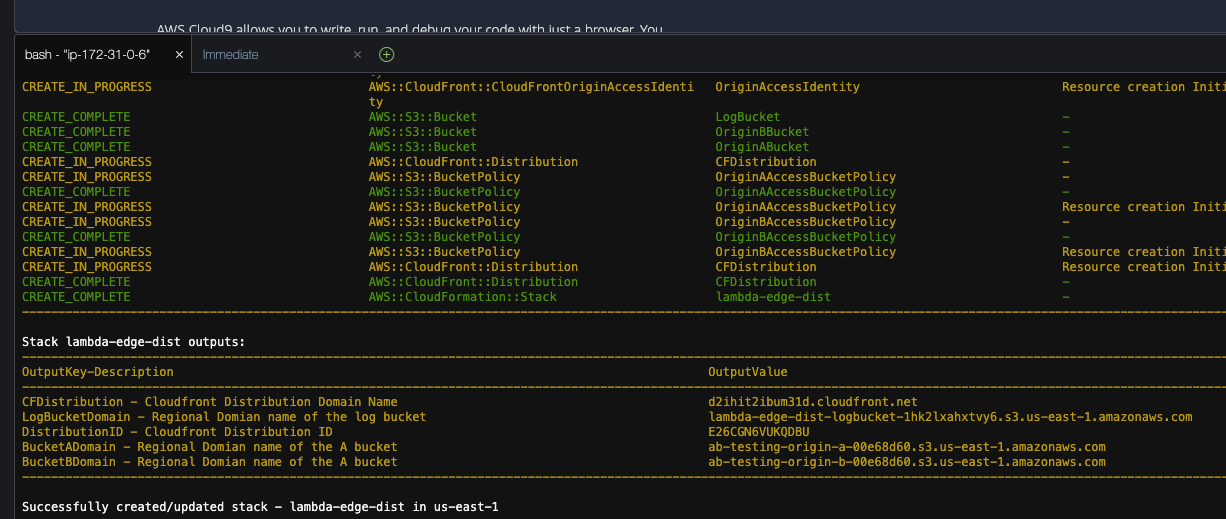 AWS Cloud9 allows you to write, run, and debug your code with just a browser. You
bash - "ip-172-31-0-6" × Immediate ×
CREATE_IN_PROGRESS AWS::CloudFront::CloudFrontOriginAccessIdenti OriginAccessIdentity Resource creation Initi
ty
CREATE_COMPLETE AWS::S3::Bucket LogBucket -
CREATE_COMPLETE AWS::S3::Bucket OriginBBucket -
CREATE_COMPLETE AWS::S3::Bucket OriginABucket -
CREATE_IN_PROGRESS AWS::CloudFront::Distribution CFDistribution -
CREATE_IN_PROGRESS AWS::S3::BucketPolicy OriginAAccessBucketPolicy -
CREATE_COMPLETE AWS::S3::BucketPolicy OriginAAccessBucketPolicy -
CREATE_IN_PROGRESS AWS::S3::BucketPolicy OriginAAccessBucketPolicy Resource creation Initi
CREATE_IN_PROGRESS AWS::S3::BucketPolicy OriginBAccessBucketPolicy -
CREATE_COMPLETE AWS::S3::BucketPolicy OriginBAccessBucketPolicy -
CREATE_IN_PROGRESS AWS::S3::BucketPolicy OriginBAccessBucketPolicy Resource creation Initi
CREATE_IN_PROGRESS AWS::CloudFront::Distribution CFDistribution Resource creation Initi
CREATE_COMPLETE AWS::CloudFront::Distribution CFDistribution -
CREATE_COMPLETE AWS::CloudFormation::Stack lambda-edge-dist -
Stack lambda-edge-dist outputs:
OutputKey-Description OutputValue
CFDistribution - Cloudfront Distribution Domain Name d2ihit2ibum31d.cloudfront.net
LogBucketDomain - Regional Domian name of the log bucket lambda-edge-dist-logbucket-1hk2lxahxtvy6.s3.us-east-1.amazonaws.com
DistributionID - Cloudfront Distribution ID E26CGN6VUKQDBU
BucketADomain - Regional Domian name of the A bucket ab-testing-origin-a-00e68d60.s3.us-east-1.amazonaws.com
BucketBDomain - Regional Domian name of the A bucket ab-testing-origin-b-00e68d60.s3.us-east-1.amazonaws.com
Successfully created/updated stack - lambda-edge-dist in us-east-1